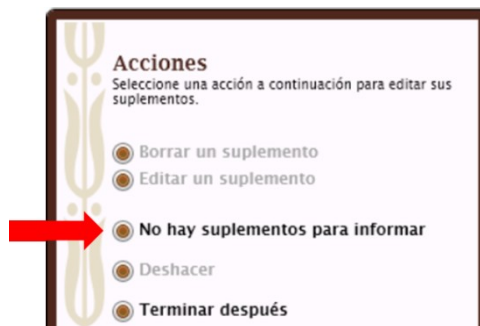 Acciones
Seleccione una acción a continuación para editar sus
suplementos.
Borrar un suplemento
Editar un suplemento
No hay suplementos para informar
Deshacer
Terminar después